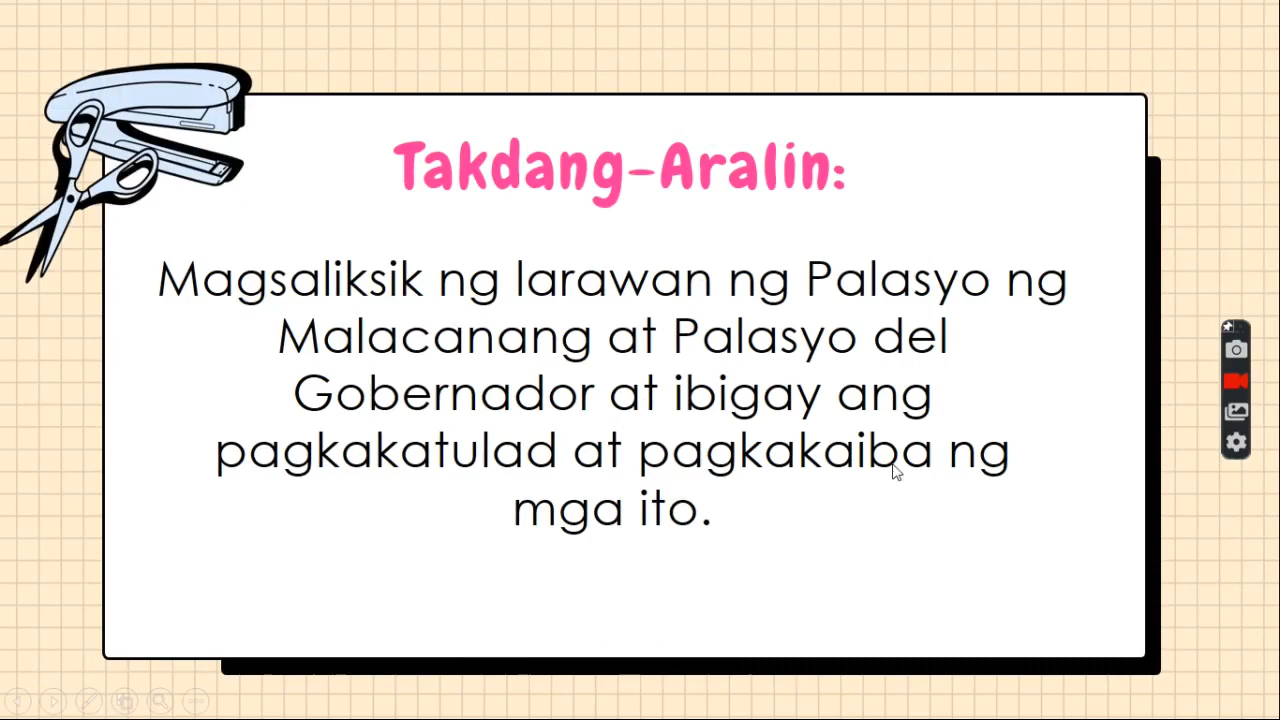 Takdang-Aralin:
Magsaliksik ng larawan ng Palasyo ng
Malacanang at Palasyo del
Gobernador at ibigay ang
pagkakatulad at pagkakaiba ng
mga ito.